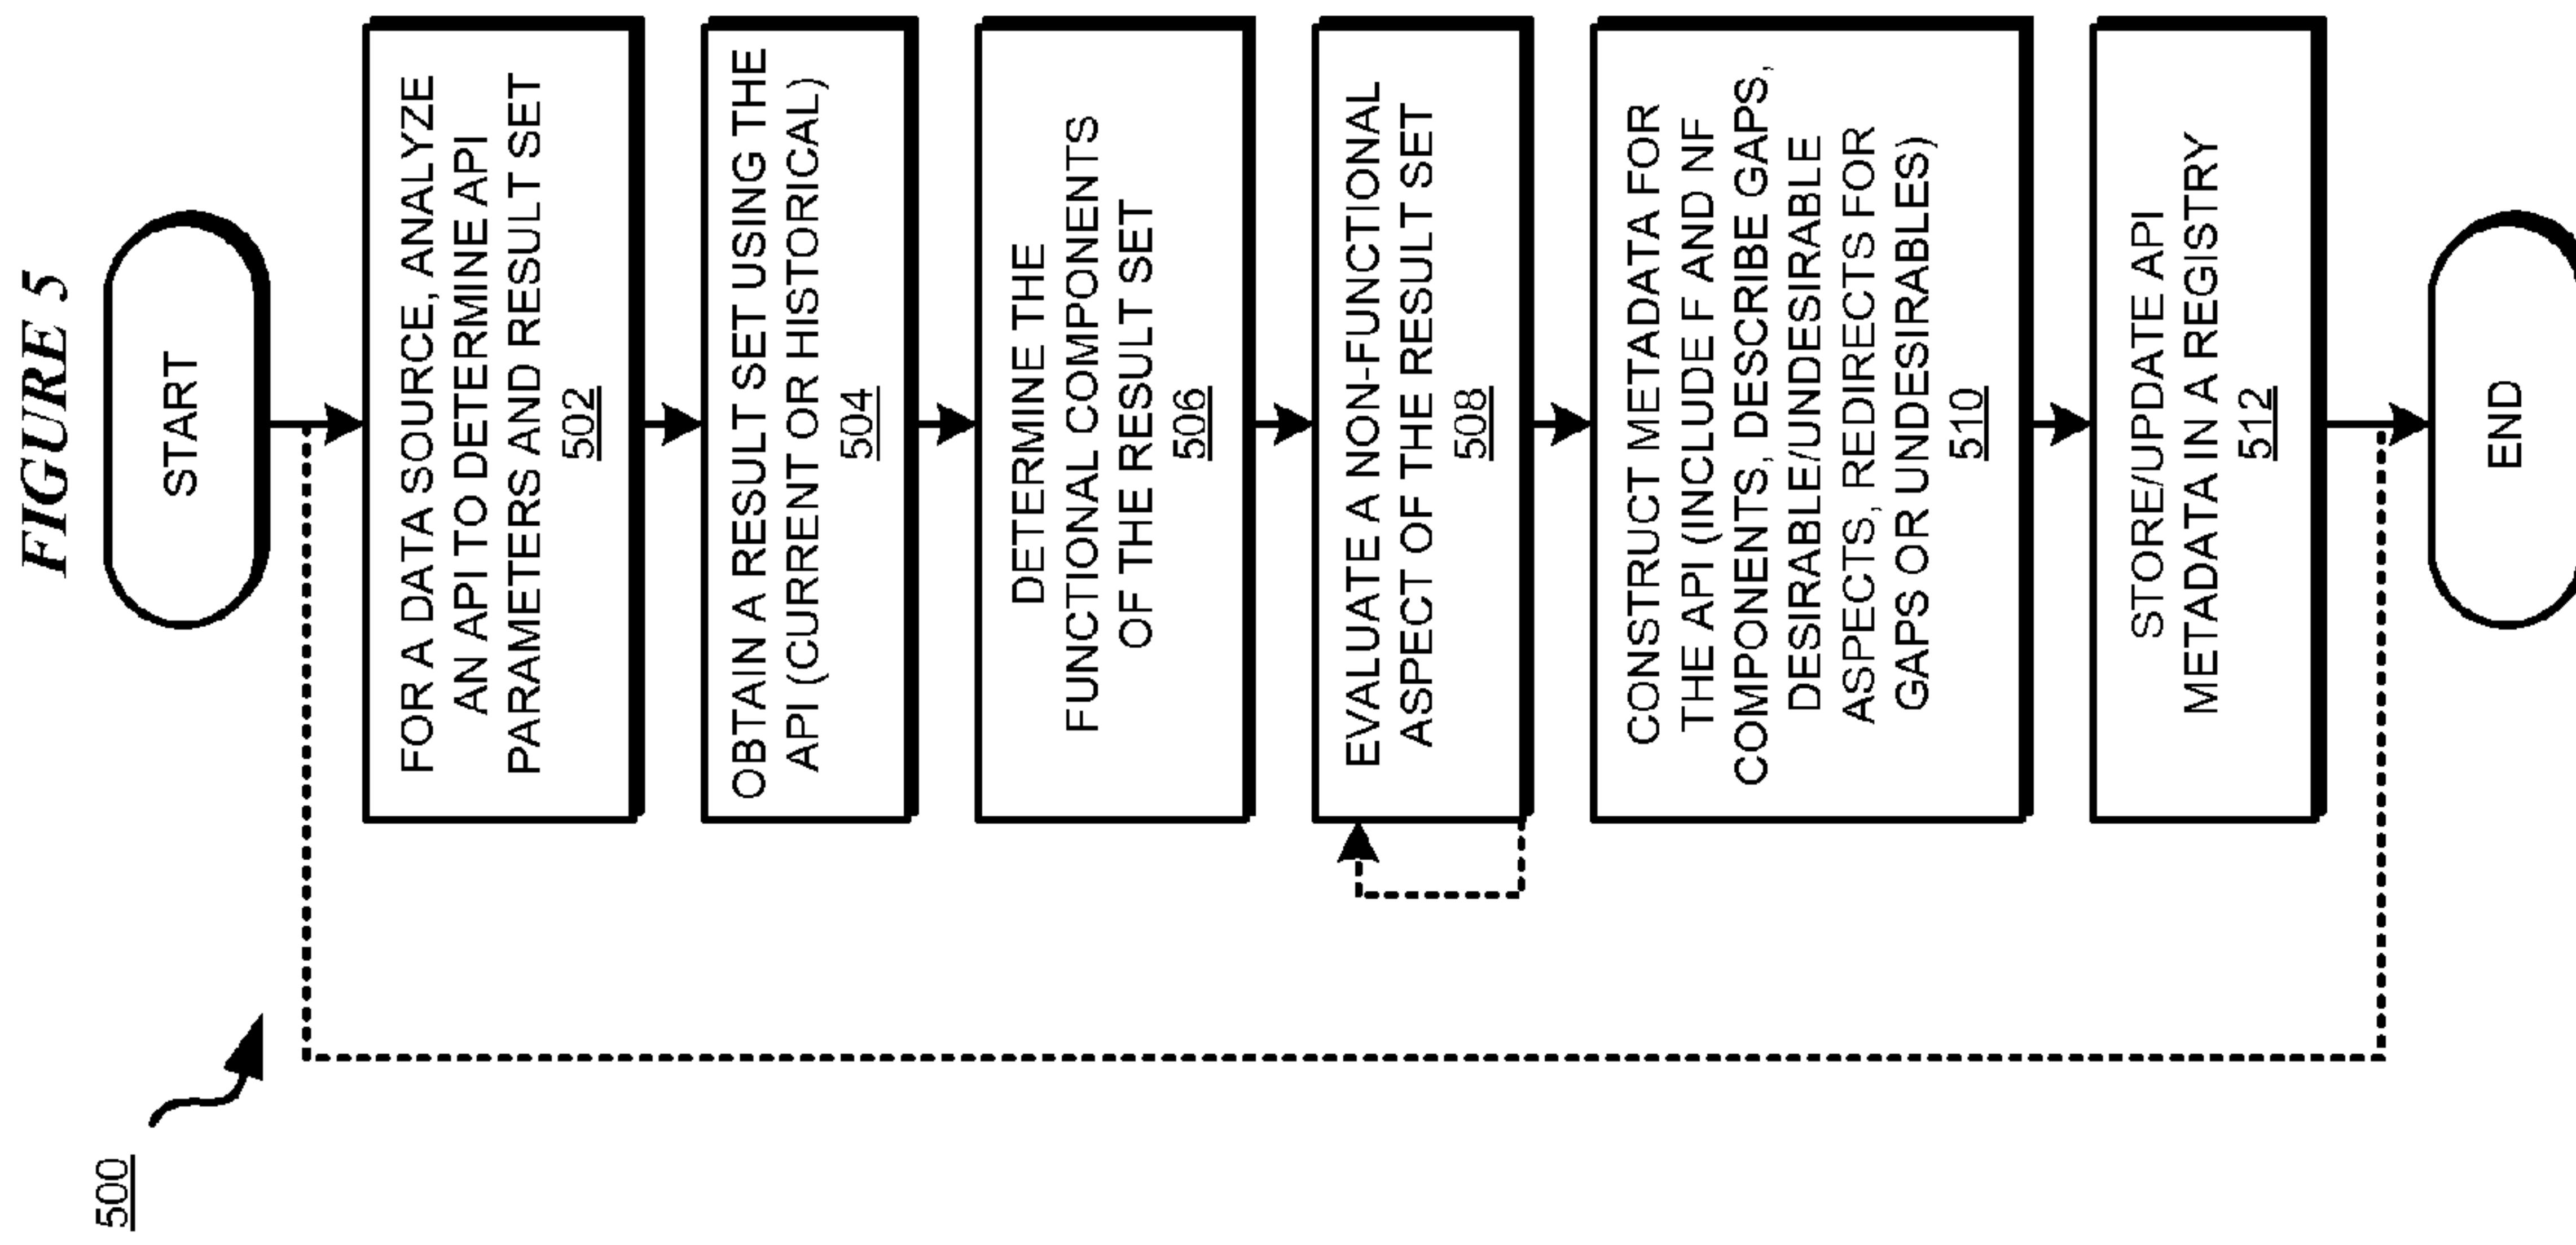 FIGURE 5
500
START
FOR A DATA SOURCE, ANALYZE
AN API TO DETERMINE API
PARAMETERS AND RESULT SET
502
OBTAIN A RESULT SET USING THE
API (CURRENT OR HISTORICAL)
504
DETERMINE THE
FUNCTIONAL COMPONENTS
OF THE RESULT SET
506
EVALUATE A NON-FUNCTIONAL
ASPECT OF THE RESULT SET
508
CONSTRUCT METADATA FOR
THE API (INCLUDE F AND NF
COMPONENTS, DESCRIBE GAPS,
DESIRABLE/UNDESIRABLE
ASPECTS, REDIRECTS FOR
GAPS OR UNDESIRABLES)
510
STORE/UPDATE API
METADATA IN A REGISTRY
512
END